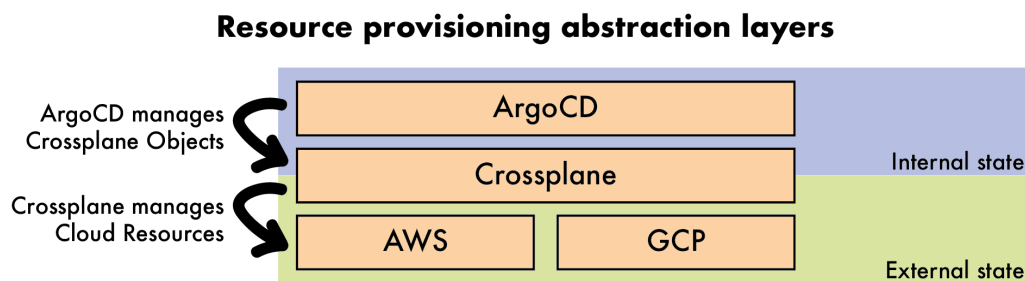 Resource provisioning abstraction layers
ArgoCD manages
Crossplane Objects
ArgoCD
Internal state
Crossplane
Crossplane manages
Cloud Resources
AWS
GCP
External state